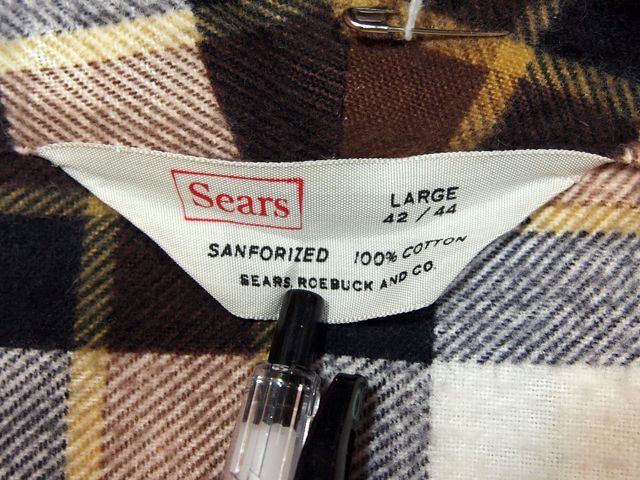 Sears
LARGE
42 / 44
SANFORIZED 100% COTTON
SEARS, ROEBUCK AND CO.